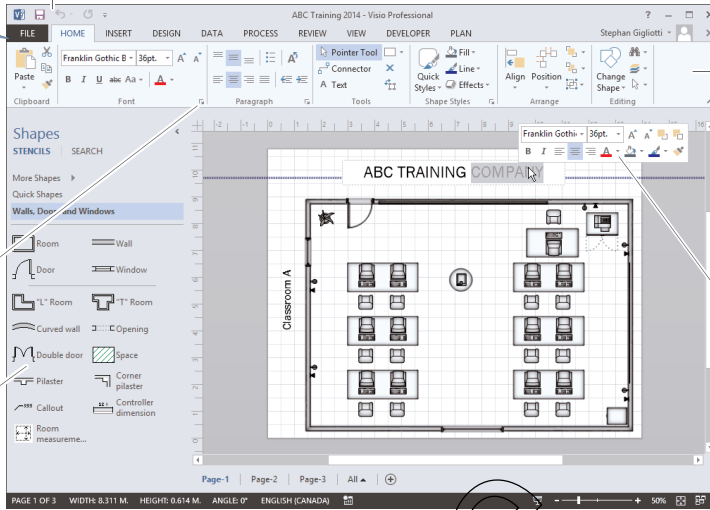 ABC Training 2014 - Visio Professional
FILE HOME INSERT DESIGN DATA PROCESS REVIEW VIEW DEVELOPER PLAN Stephan Gigliotti
Paste
Franklin Gothic B 36pt. A A
B I U abc Aa A
Pointer Tool
Connector
A Text
Quick Styles
Fill
Line
Effects
Align Position
Change Shape
Clipboard Font Paragraph Tools Shape Styles Arrange Editing
Shapes
STENCILS SEARCH
More Shapes
Quick Shapes
Walls, Doors and Windows
Room Wall
Door Window
"L" Room "T" Room
Curved wall Opening
Double door Space
Pilaster Corner pilaster
Callout Controller dimension
Room measureme...
Franklin Gothi 36pt. A A
B I A
ABC TRAINING COMPANY
Classroom A
Page-1 Page-2 Page-3 All
PAGE 1 OF 3 WIDTH: 8.311 M. HEIGHT: 0.614 M. ANGLE: 0° ENGLISH (CANADA) 50%